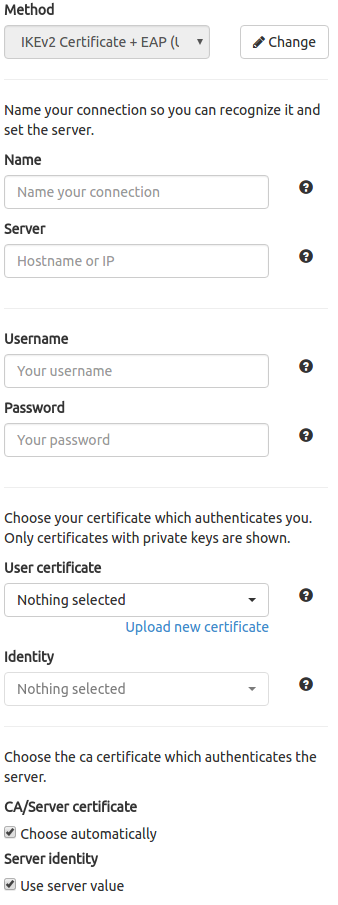 Method
IKEv2 Certificate + EAP (U
Change
Name your connection so you can recognize it and
set the server.
Name
Name your connection
Server
Hostname or IP
Username
Your username
Password
Your password
Choose your certificate which authenticates you.
Only certificates with private keys are shown.
User certificate
Nothing selected
Upload new certificate
Identity
Nothing selected
Choose the ca certificate which authenticates the
server.
CA/Server certificate
Choose automatically
Server identity
Use server value